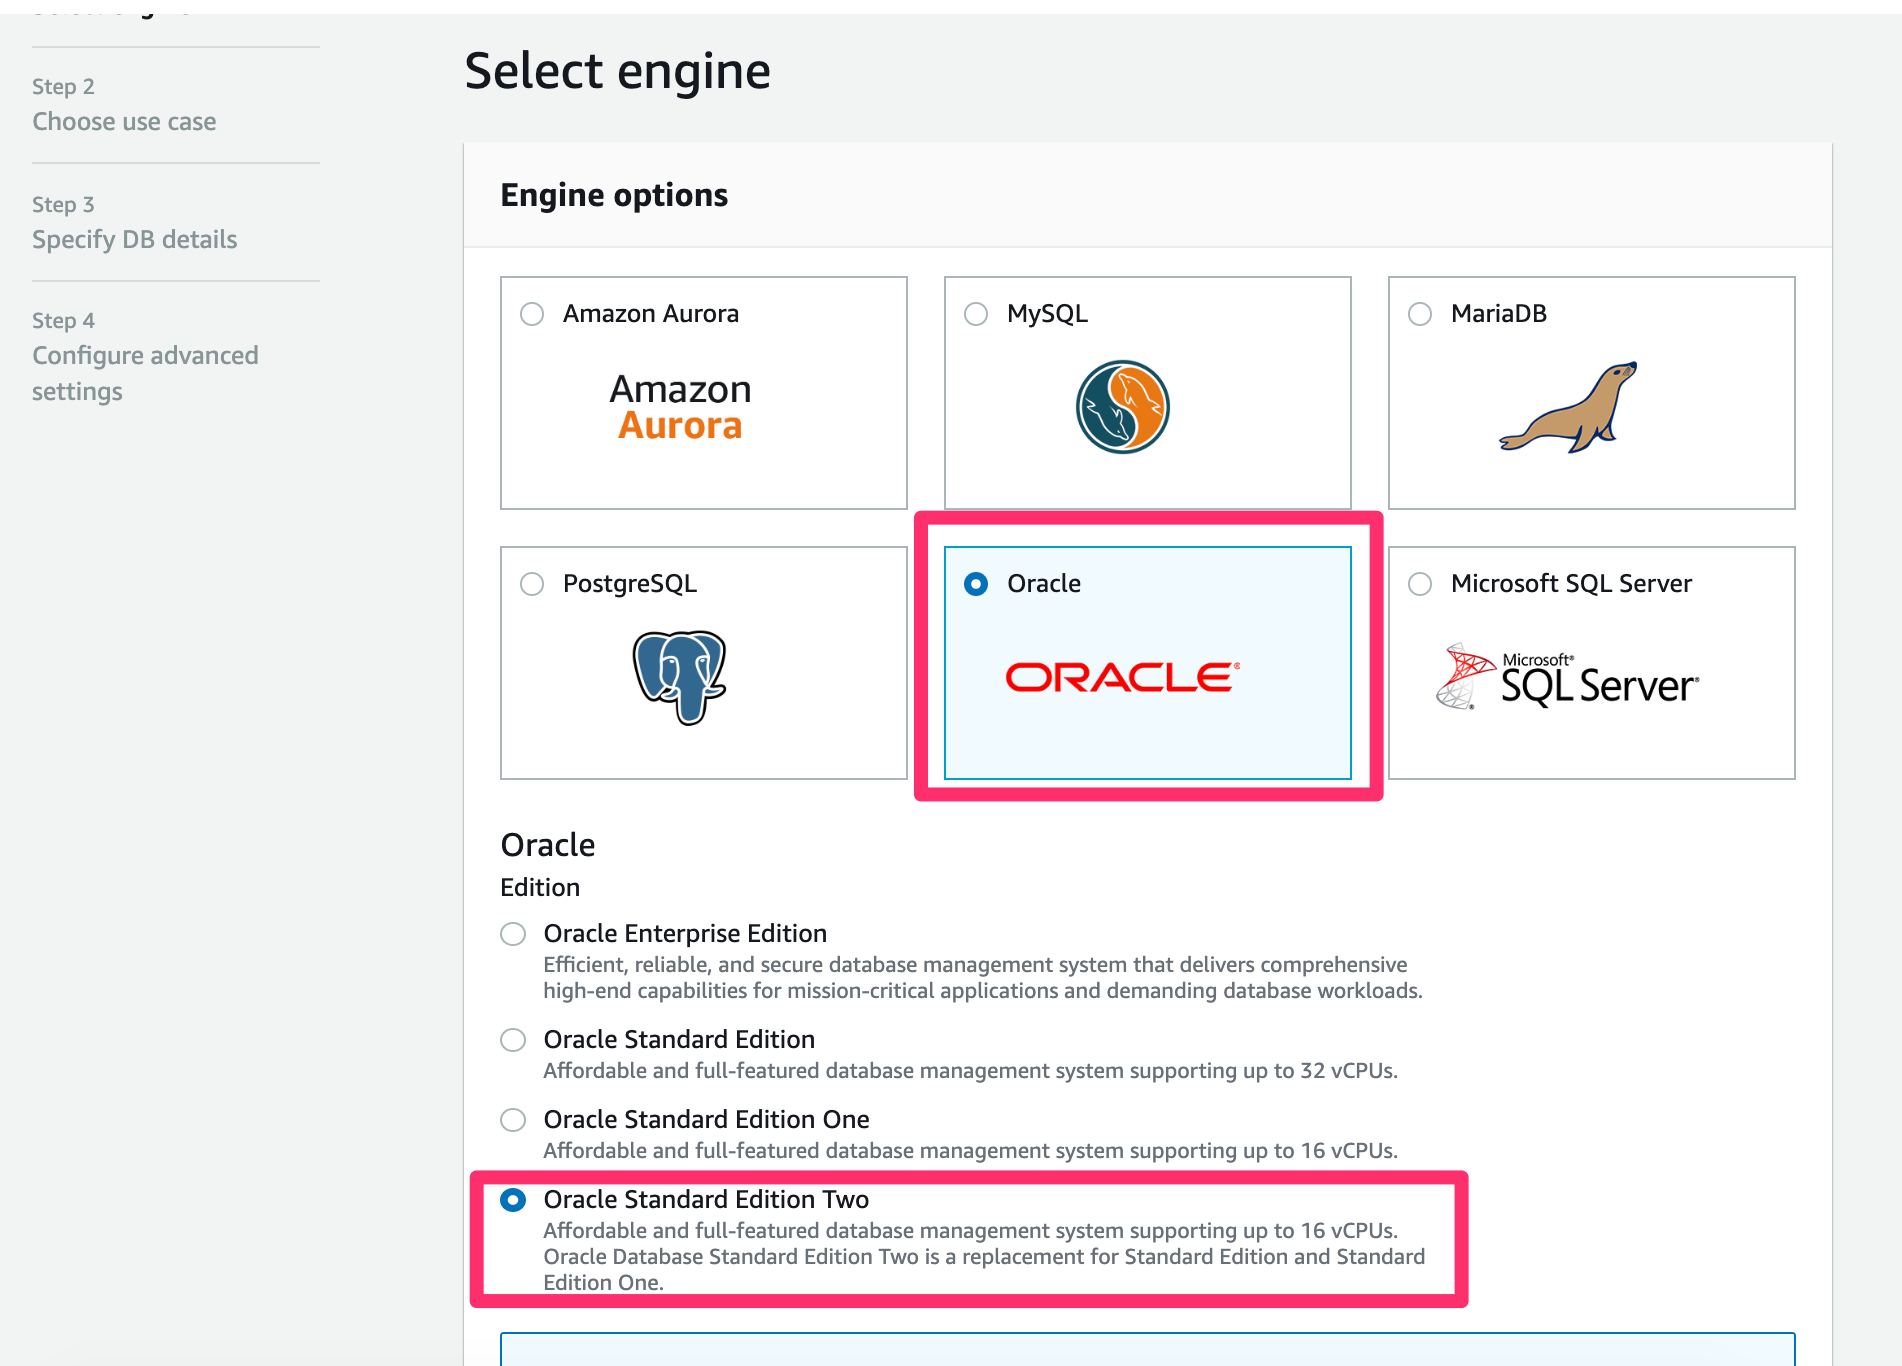 Step 2
Choose use case
Step 3
Specify DB details
Step 4
Configure advanced
settings
Select engine
Engine options
Amazon Aurora
Amazon
Aurora
MySQL
MariaDB
PostgreSQL
Oracle
ORACLE®
Microsoft SQL Server
Microsoft®
SQL Server®
Oracle
Edition
Oracle Enterprise Edition
Efficient, reliable, and secure database management system that delivers comprehensive
high-end capabilities for mission-critical applications and demanding database workloads.
Oracle Standard Edition
Affordable and full-featured database management system supporting up to 32 vCPUs.
Oracle Standard Edition One
Affordable and full-featured database management system supporting up to 16 vCPUs.
Oracle Standard Edition Two
Affordable and full-featured database management system supporting up to 16 vCPUs.
Oracle Database Standard Edition Two is a replacement for Standard Edition and Standard
Edition One.